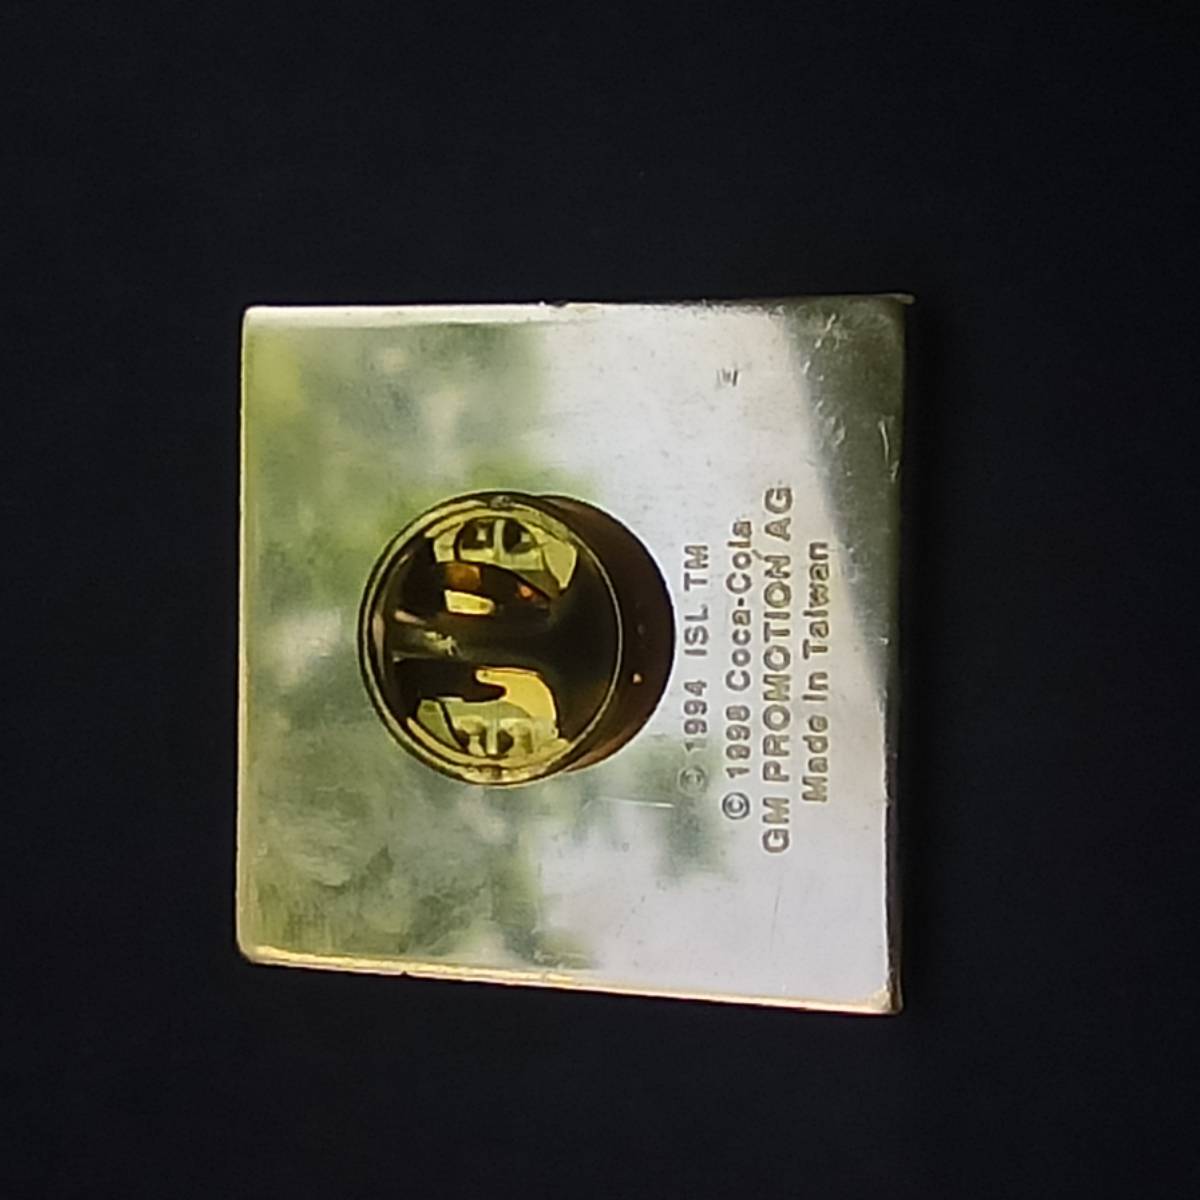 © 1994 ISL TM
© 1998 Coca-Cola
GM PROMOTION AG
Made in Taiwan